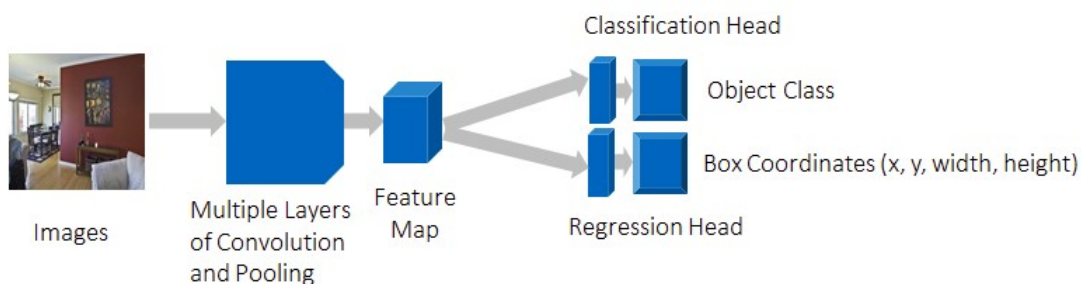 Classification Head
Object Class
Box Coordinates (x, y, width, height)
Regression Head
Feature
Map
Multiple Layers
of Convolution
and Pooling
Images